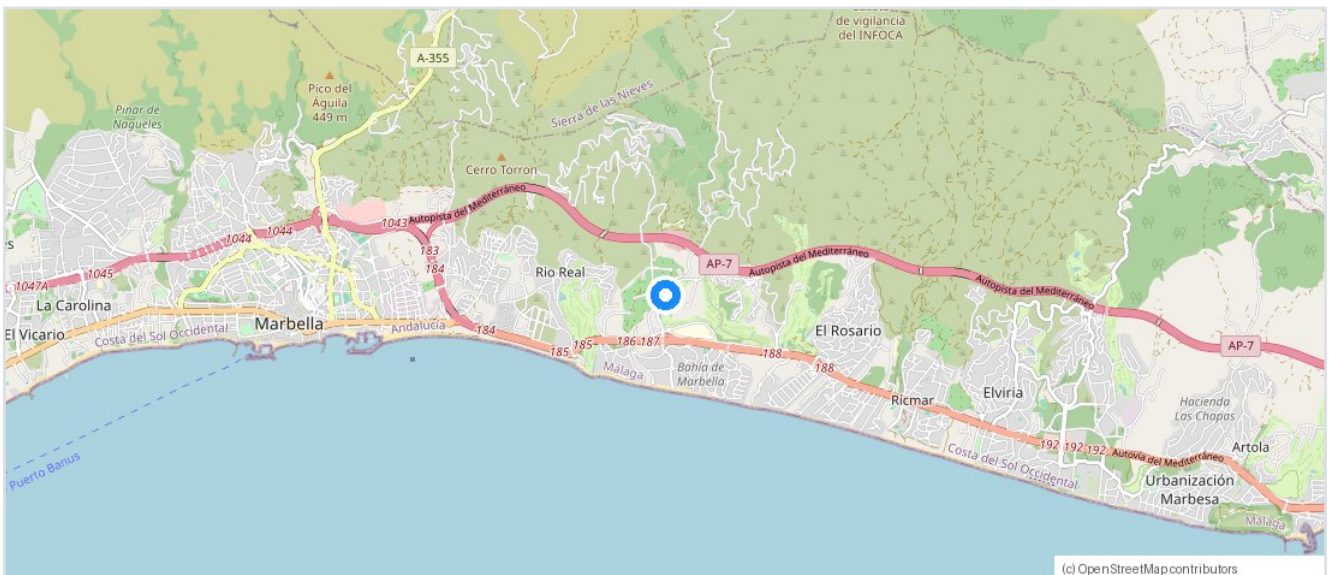 de vigilancia
del INFOCA
A-355
Pico del
Águila
449 m
Pinar de
Nagüeles
Sierra de las Nieves
Cerro Torron
Autopista del Mediterráneo
1043
1044
1044
1045
1047A
183
184
AP-7
Autopista del Mediterráneo
Rio Real
La Carolina
El Vicario
Marbella
Costa del Sol Occidental
Andalucía
184
185
185
186
187
188
188
El Rosario
Autopista del Mediterráneo
AP-7
Málaga
Bahía de
Marbella
Ricmar
Elviria
Hacienda
Las Chapas
192
192
192
Autovía del Mediterráneo
Artola
Costa del Sol Occidental
Urbanización
Marbesa
Málaga
Puerto Banus
(c) OpenStreetMap contributors